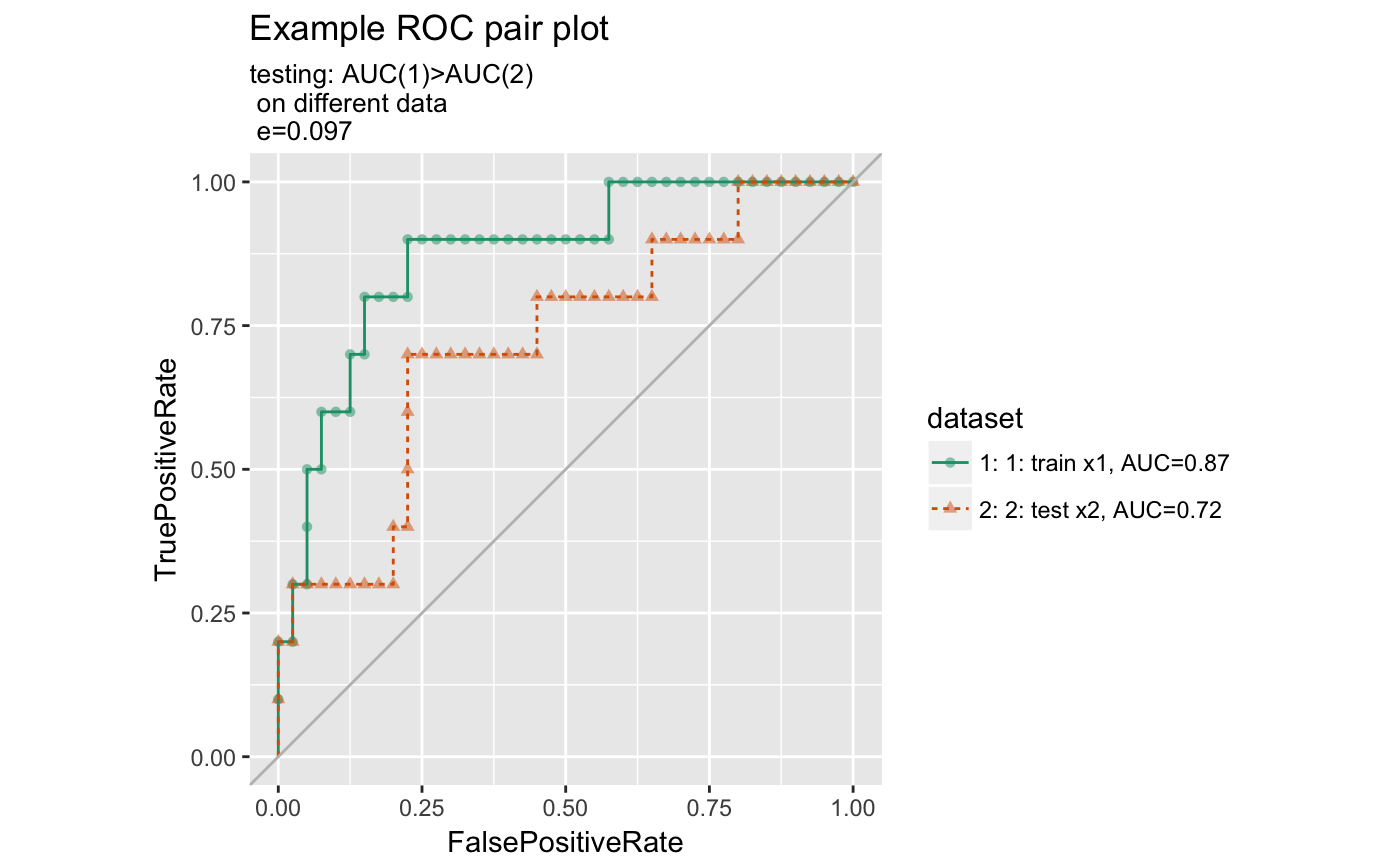 Example ROC pair plot
testing: AUC(1)>AUC(2)
on different data
e=0.097
1.00
0.75
0.50
0.25
0.00
TruePositiveRate
0.00
0.25
0.50
0.75
1.00
FalsePositiveRate
dataset
1: 1: train x1, AUC=0.87
2: 2: test x2, AUC=0.72